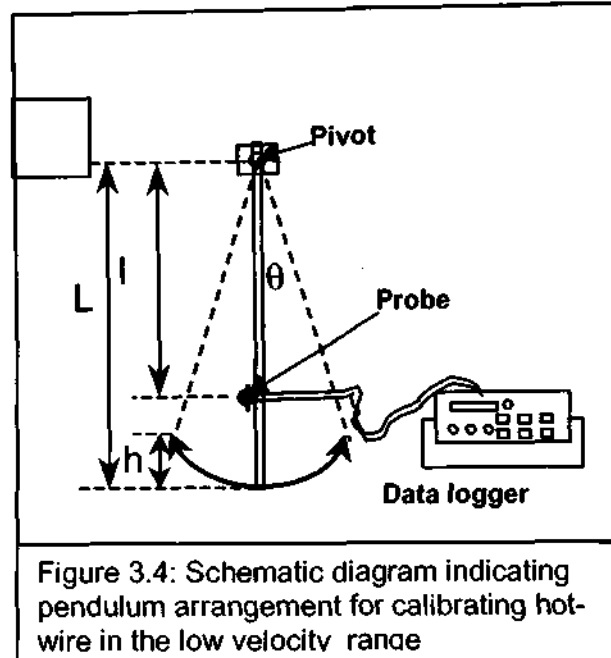 Pivot
L
l
θ
Probe
h
Data logger
Figure 3.4: Schematic diagram indicating
pendulum arrangement for calibrating hot-
wire in the low velocity range